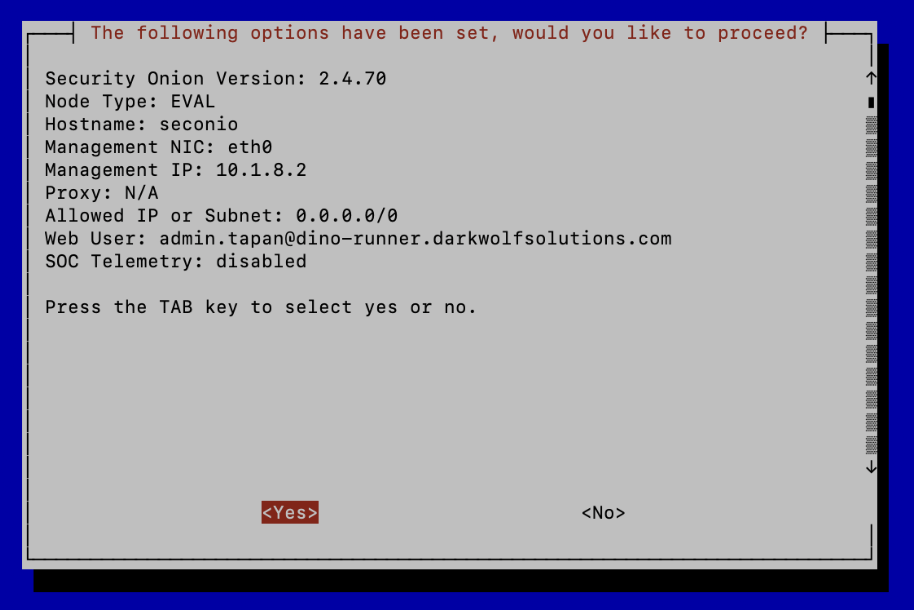 The following options have been set, would you like to proceed?
Security Onion Version: 2.4.70
Node Type: EVAL
Hostname: seconio
Management NIC: eth0
Management IP: 10.1.8.2
Proxy: N/A
Allowed IP or Subnet: 0.0.0.0/0
Web User: admin.tapan@dino-runner.darkwolfsolutions.com
SOC Telemetry: disabled
Press the TAB key to select yes or no.
<Yes> <No>